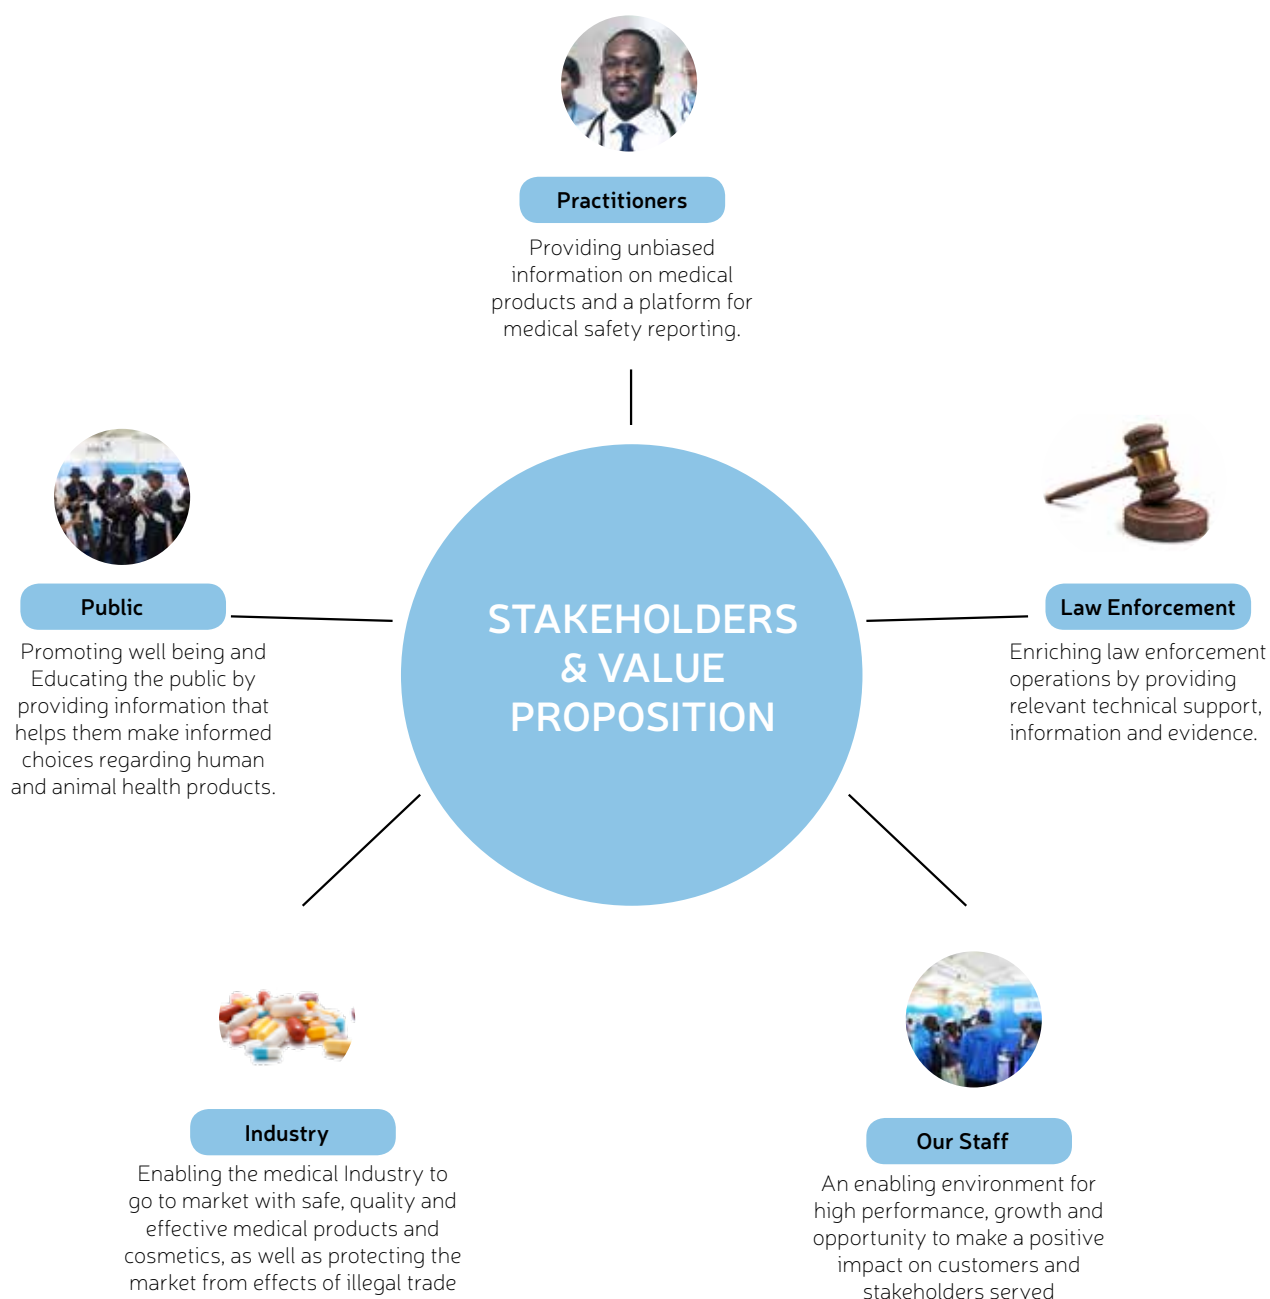 Practitioners
Providing unbiased
information on medical
products and a platform for
medical safety reporting.
Public
Promoting well being and
Educating the public by
providing information that
helps them make informed
choices regarding human
and animal health products.
STAKEHOLDERS
& VALUE
PROPOSITION
Law Enforcement
Enriching law enforcement
operations by providing
relevant technical support,
information and evidence.
Industry
Enabling the medical Industry to
go to market with safe, quality and
effective medical products and
cosmetics, as well as protecting the
market from effects of illegal trade
Our Staff
An enabling environment for
high performance, growth and
opportunity to make a positive
impact on customers and
stakeholders served